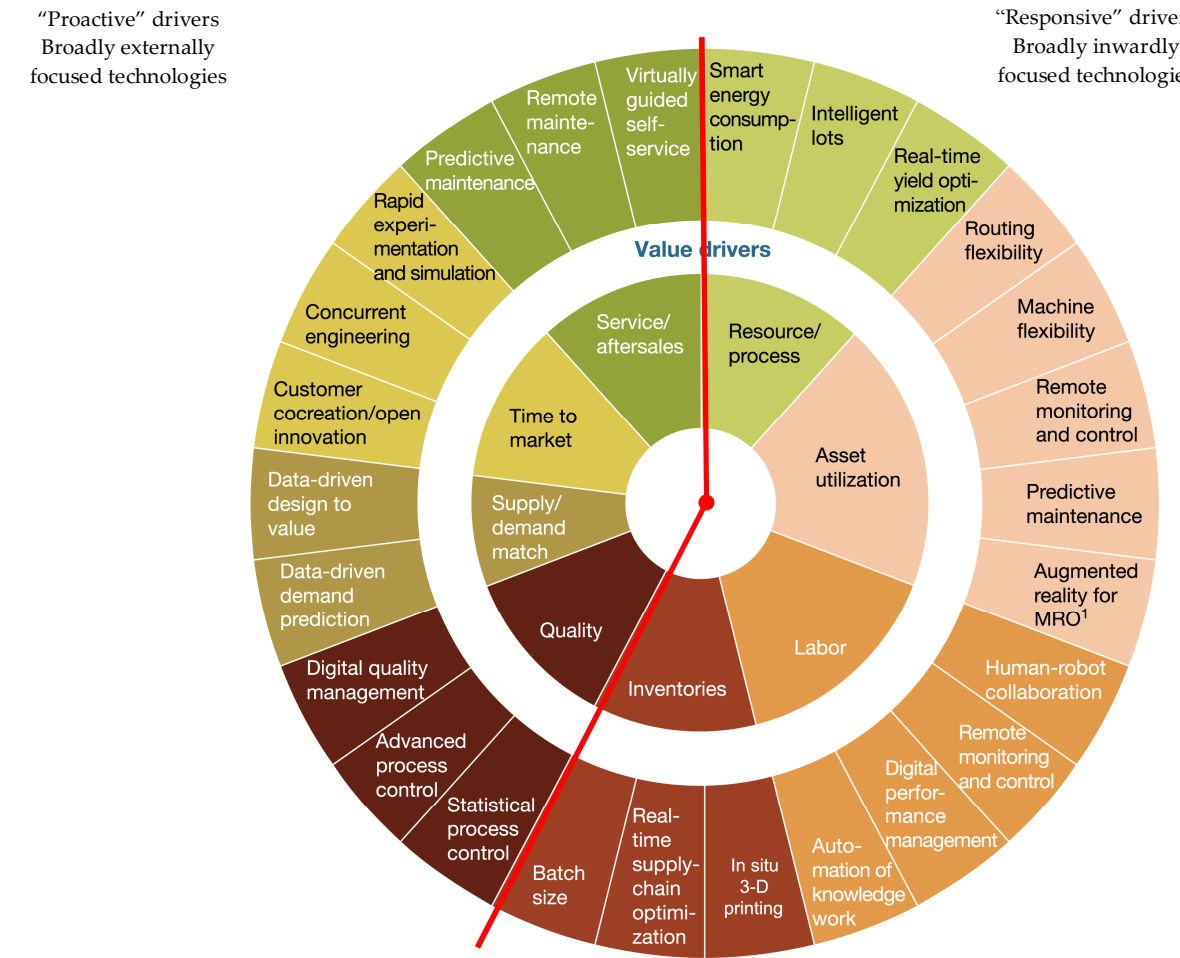 “Proactive” drivers
Broadly externally
focused technologies
“Responsive” drive
Broadly inwardly
focused technologie
Virtually
guided
self-
service
Smart
energy
consump-
tion
Intelligent
lots
Real-time
yield opti-
mization
Routing
flexibility
Machine
flexibility
Remote
monitoring
and control
Predictive
maintenance
Augmented
reality for
MRO¹
Human-robot
collaboration
Remote
monitoring
and control
Digital
perfor-
mance
management
Auto-
mation of
knowledge
work
In situ
3-D
printing
Real-
time
supply-
chain
optimi-
zation
Batch
size
Statistical
process
control
Advanced
process
control
Digital quality
management
Data-driven
demand
prediction
Data-driven
design to
value
Customer
cocreation/open
innovation
Concurrent
engineering
Rapid
experi-
mentation
and simulation
Predictive
maintenance
Remote
mainte-
nance
Value drivers
Service/
aftersales
Resource/
process
Asset
utilization
Labor
Inventories
Quality
Supply/
demand
match
Time to
market